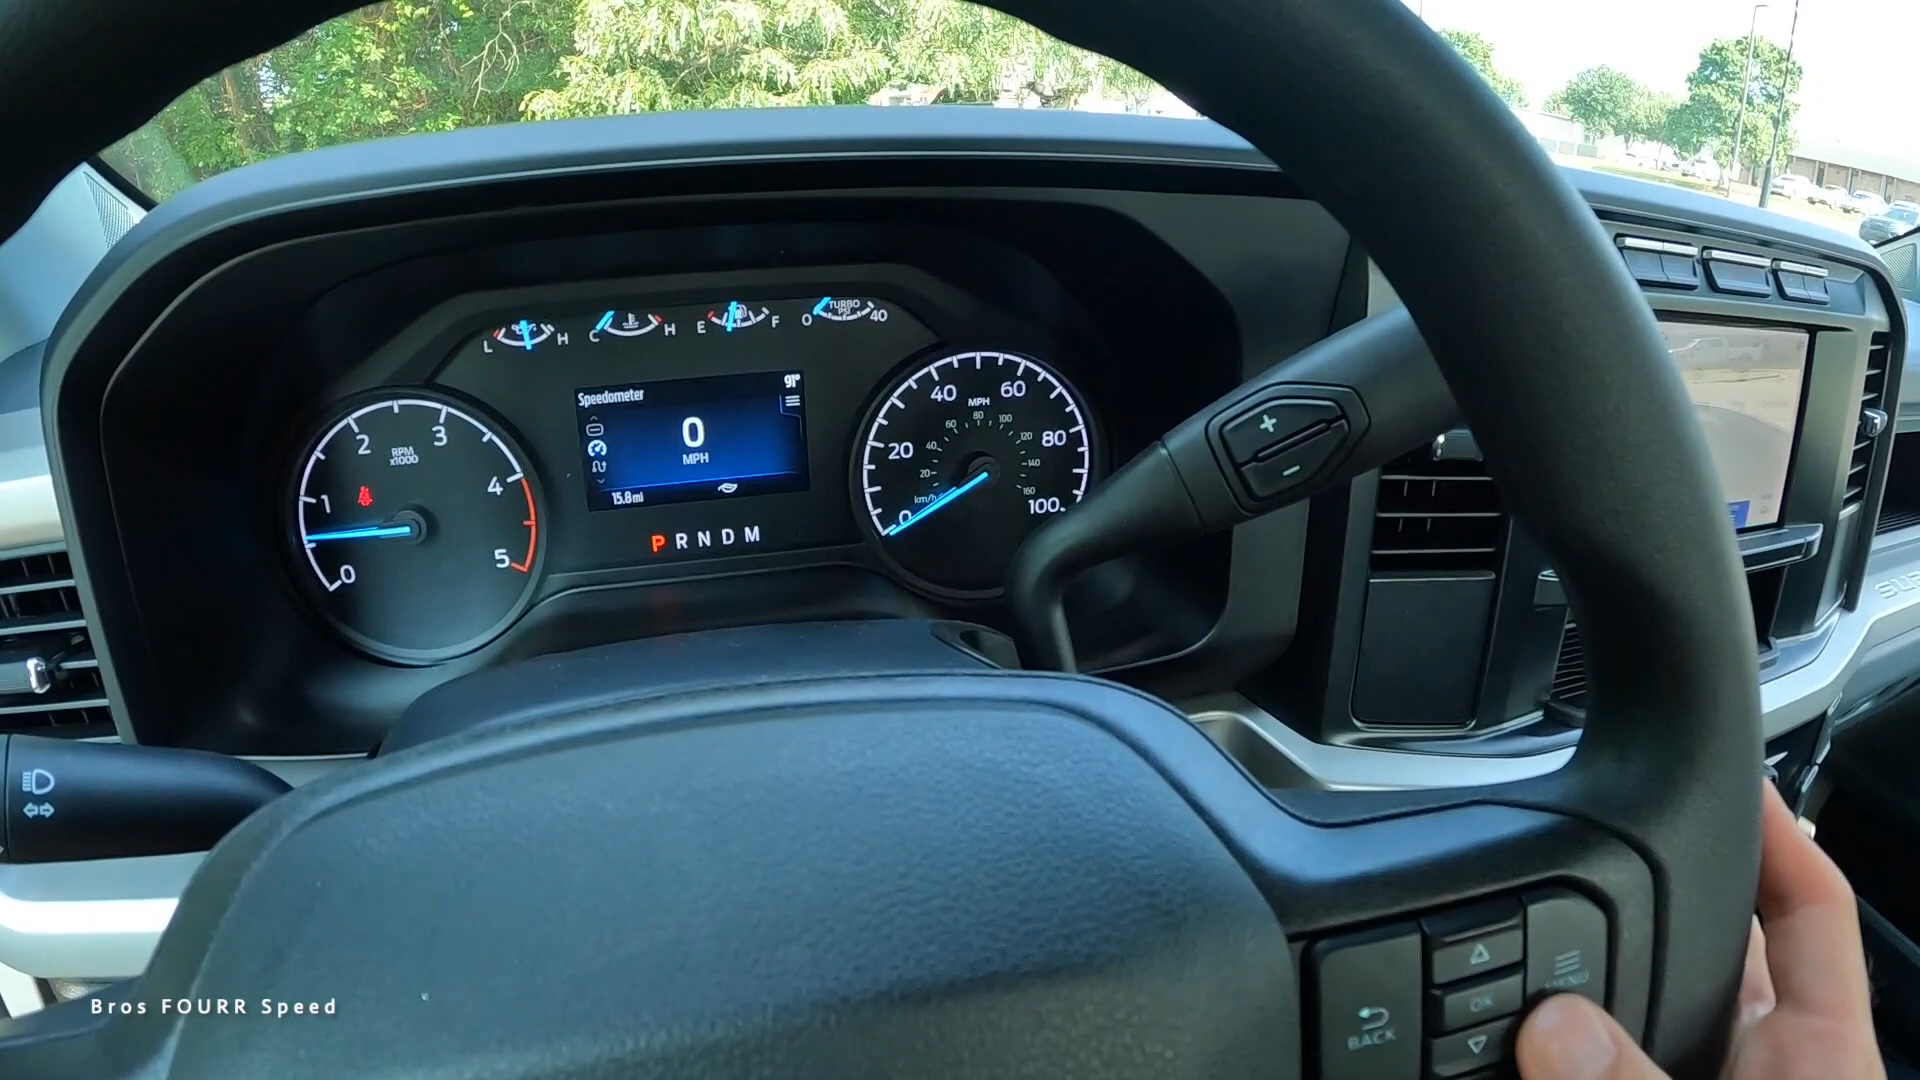 L H C H E F 0 TURBO PSI 40
Speedometer 91°
0
MPH
15.8mi
P R N D M
0 1 2 3 4 5
RPM
x1000
0 20 40 60 80 100
MPH
km/h 20 40 60 80 100 120 140 160
+
-
BACK
OK
MENU
Bros FOURR Speed